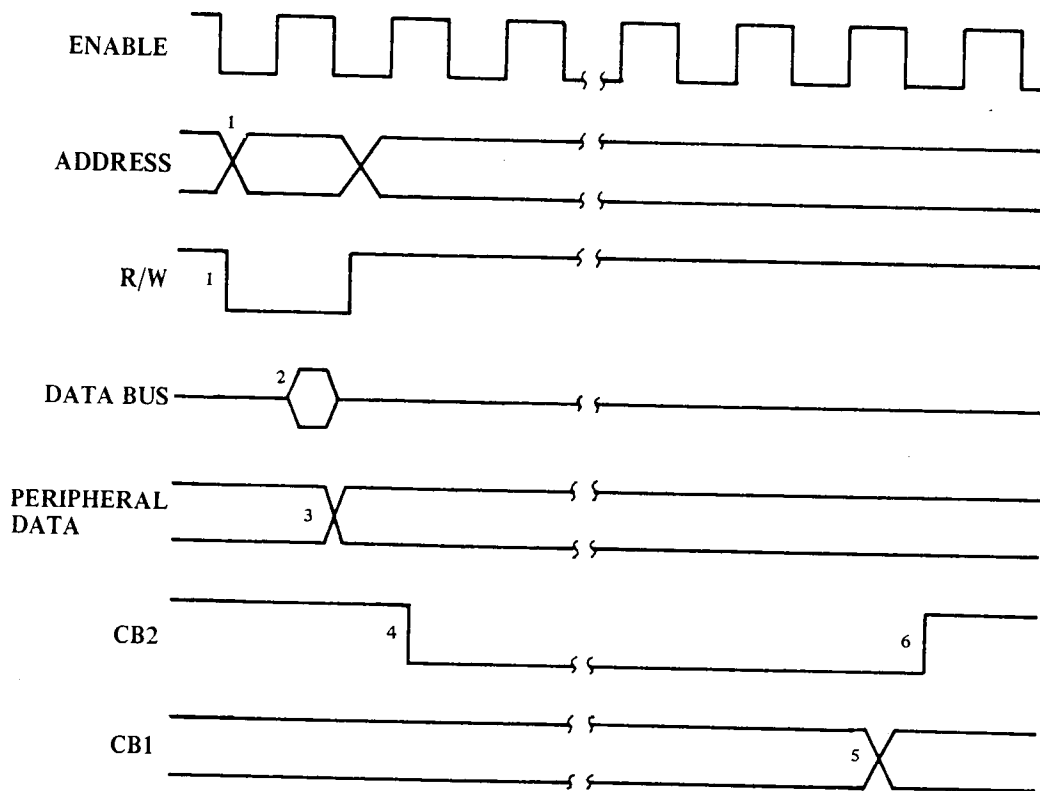 ENABLE
1
ADDRESS
R/W
1
DATA BUS
2
PERIPHERAL
DATA
3
CB2
4
6
CB1
5